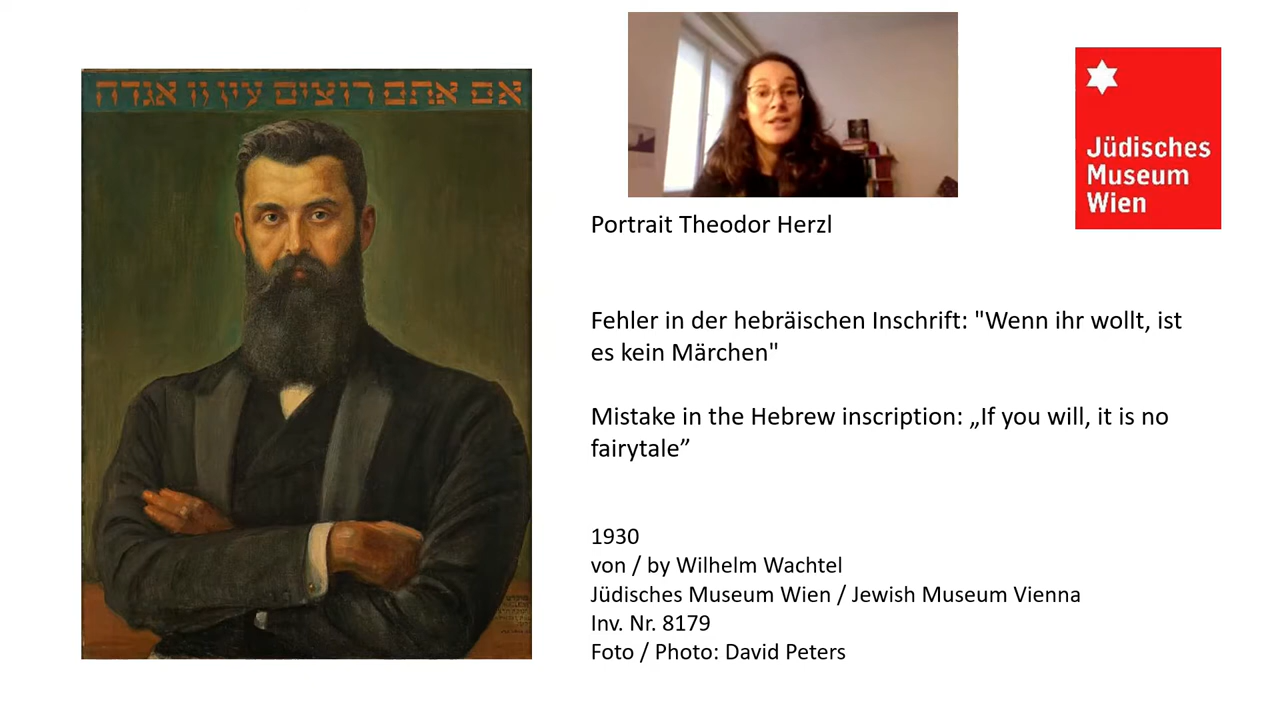 אם אתם רוצים עין זו אגדה
Jüdisches
Museum
Wien
Portrait Theodor Herzl
Fehler in der hebräischen Inschrift: "Wenn ihr wollt, ist
es kein Märchen"
Mistake in the Hebrew inscription: „If you will, it is no
fairytale”
1930
von / by Wilhelm Wachtel
Jüdisches Museum Wien / Jewish Museum Vienna
Inv. Nr. 8179
Foto / Photo: David Peters